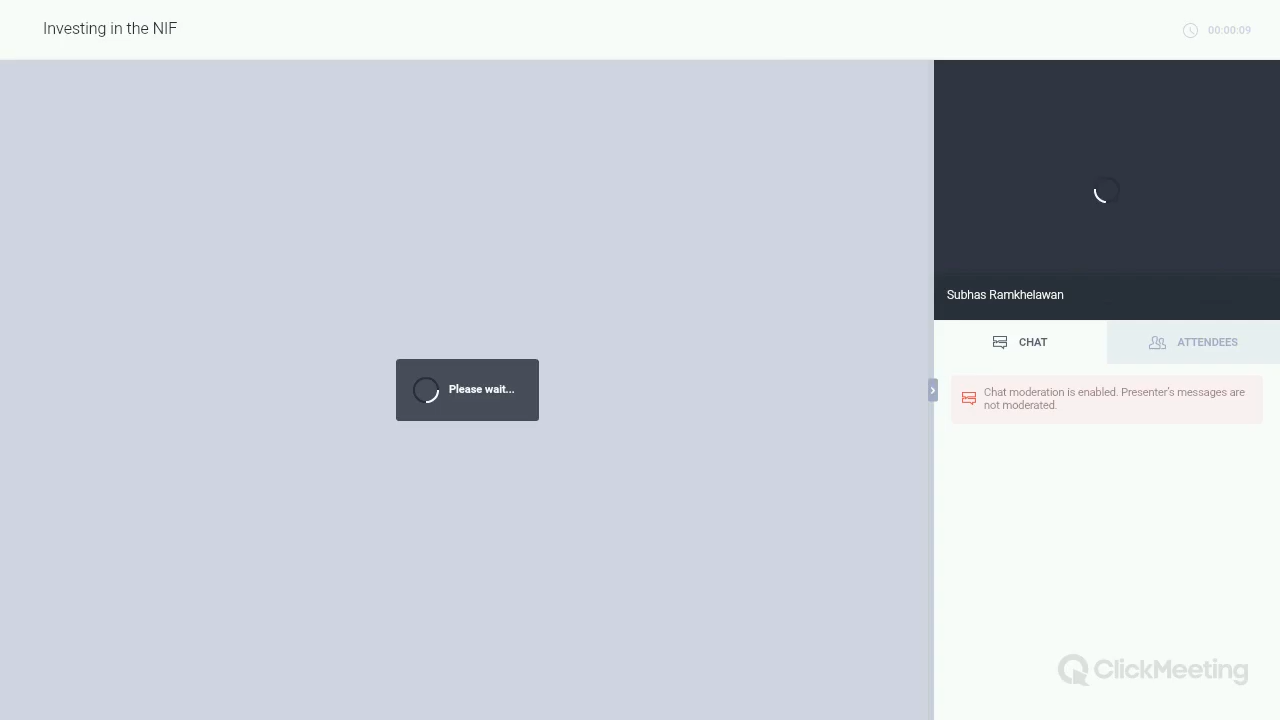 Investing in the NIF
00:00:09
Please wait...
Subhas Ramkhelawan
CHAT
ATTENDEES
Chat moderation is enabled. Presenter's messages are
not moderated.
ClickMeeting